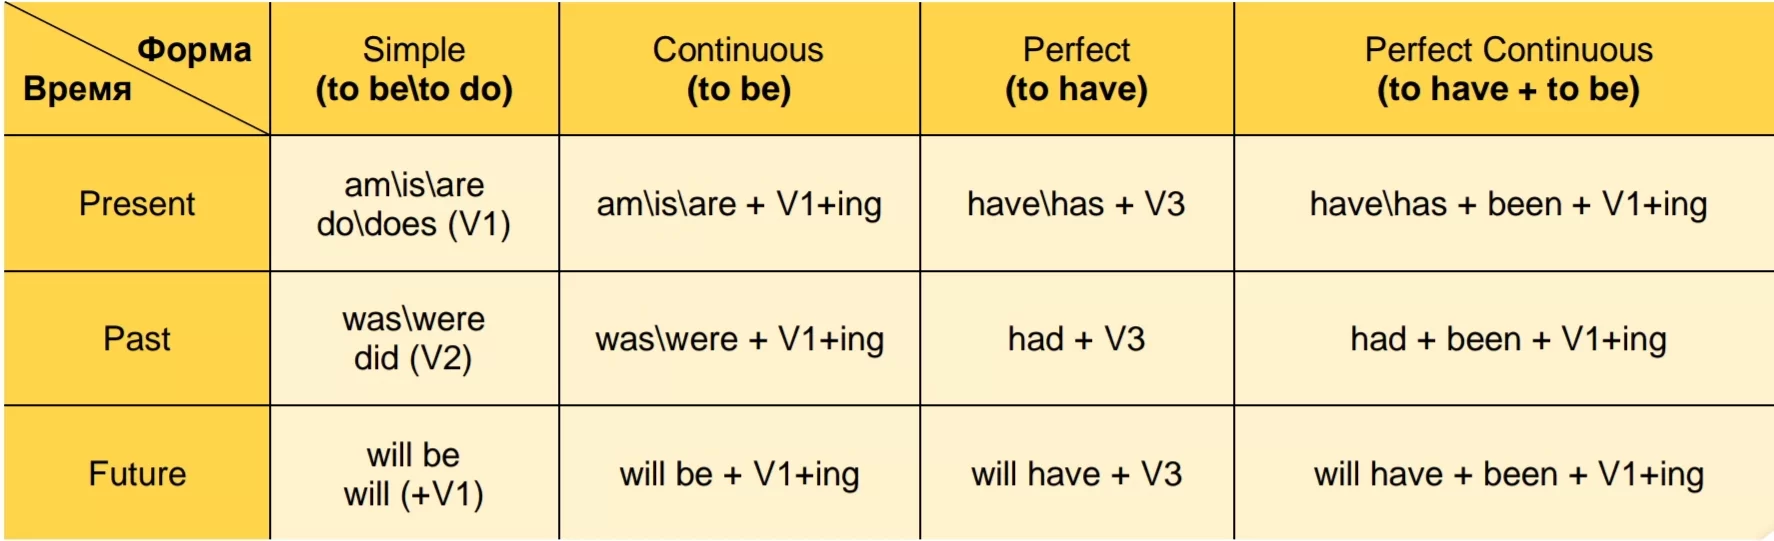 Форма
Время
Simple
(to be\to do)
Continuous
(to be)
Perfect
(to have)
Perfect Continuous
(to have + to be)
Present
am\is\are
do\does (V1)
am\is\are + V1+ing
have\has + V3
have\has + been + V1+ing
Past
was\were
did (V2)
was\were + V1+ing
had + V3
had + been + V1+ing
Future
will be
will (+V1)
will be + V1+ing
will have + V3
will have + been + V1+ing